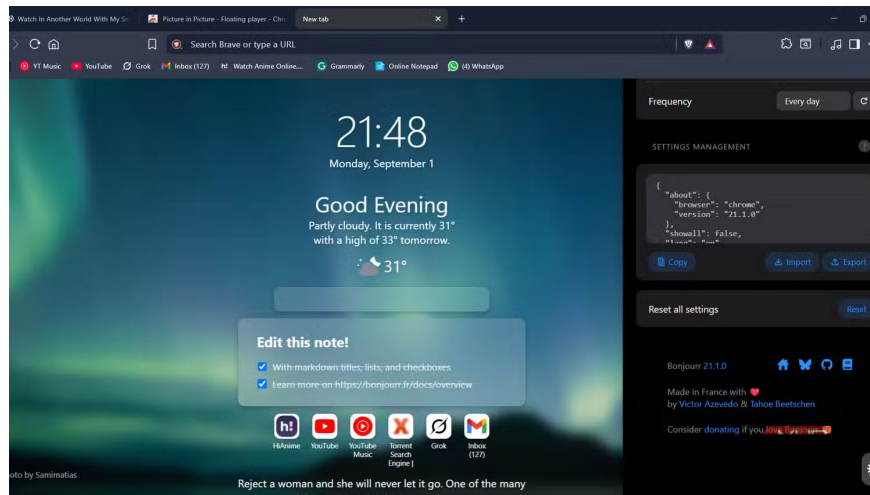 Watch In Another World With My S
Picture in Picture - Floating player - Chr
New tab
Search Brave or type a URL
YT Music
YouTube
Grok
Inbox (127)
h! Watch Anime Online...
Grammarly
Online Notepad
(4) WhatsApp
21:48
Monday, September 1
Good Evening
Partly cloudy. It is currently 31°
with a high of 33° tomorrow.
31°
Edit this note!
With markdown titles, lists, and checkboxes
Learn more on https://bonjourr.fr/docs/overview
h!
HiAnime
YouTube
YouTube
Music
Torrent
Search
Engine |
Grok
Inbox
(127)
oto by Samimatias
Reject a woman and she will never let it go. One of the many
Frequency
Every day
SETTINGS MANAGEMENT
?
{
"about": {
"browser": "chrome",
"version": "21.1.0"
},
"showall": false,
"lang": "en"
Copy
Import
Export
Reset all settings
Reset
Bonjourr 21.1.0
Made in France with
by Victor Azevedo & Tahoe Beetschen
Consider donating if you love Bonjourr